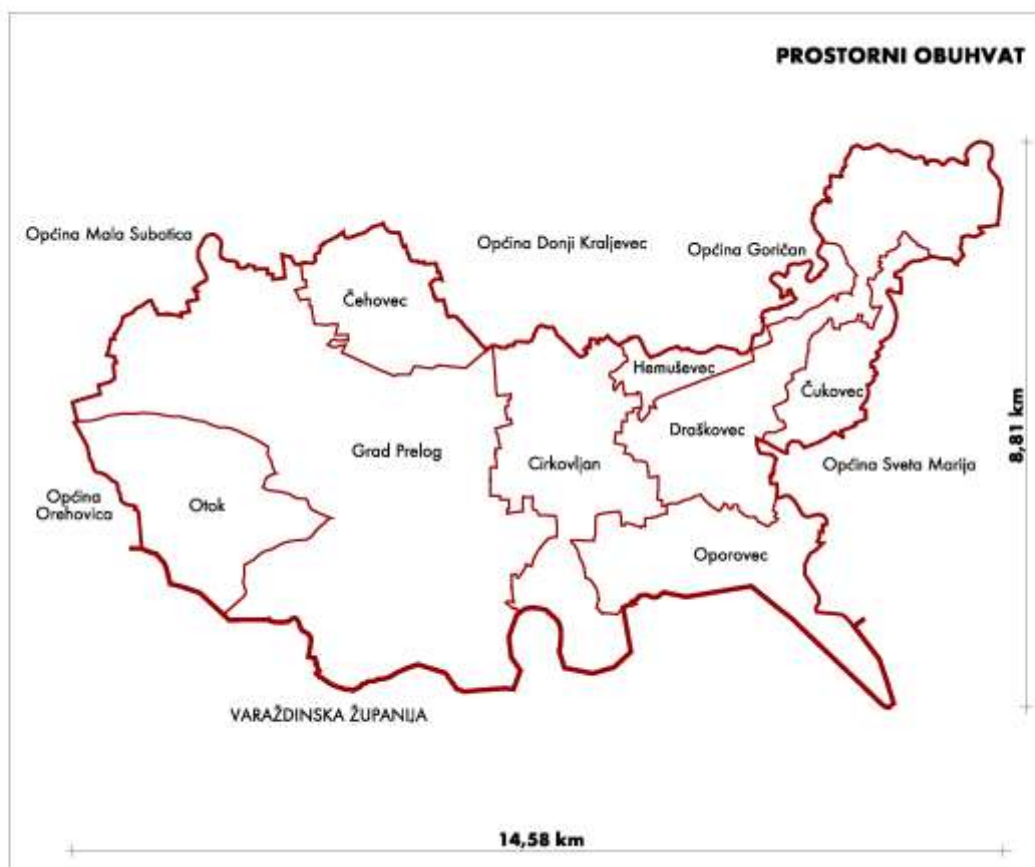 PROSTORNI OBUHVAT
Općina Mala Subotica
Općina Donji Kraljevec
Općina Goričan
Čehovec
Hemuševec
Čukovec
Draškovec
8,81 km
Grad Prelog
Cirkovljan
Općina Sveta Marija
Općina
Orehovica
Otok
Oporovec
VARAŽDINSKA ŽUPANIJA
14,58 km